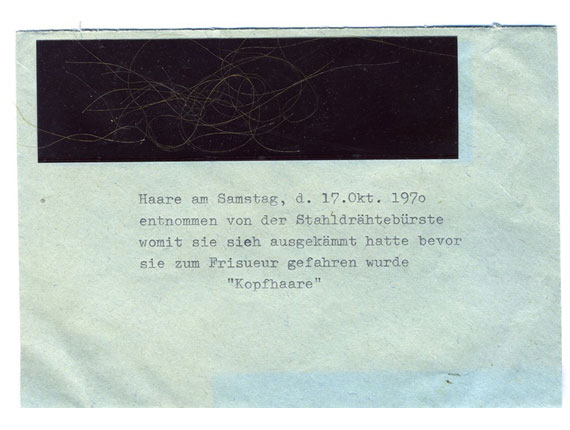 Haare am Samstag, d. 17.Okt. 197o
entnommen von der Stahldrähtebürste
womit sie sieh ausgekämmt hatte bevor
sie zum Frisueur gefahren wurde
"Kopfhaare"